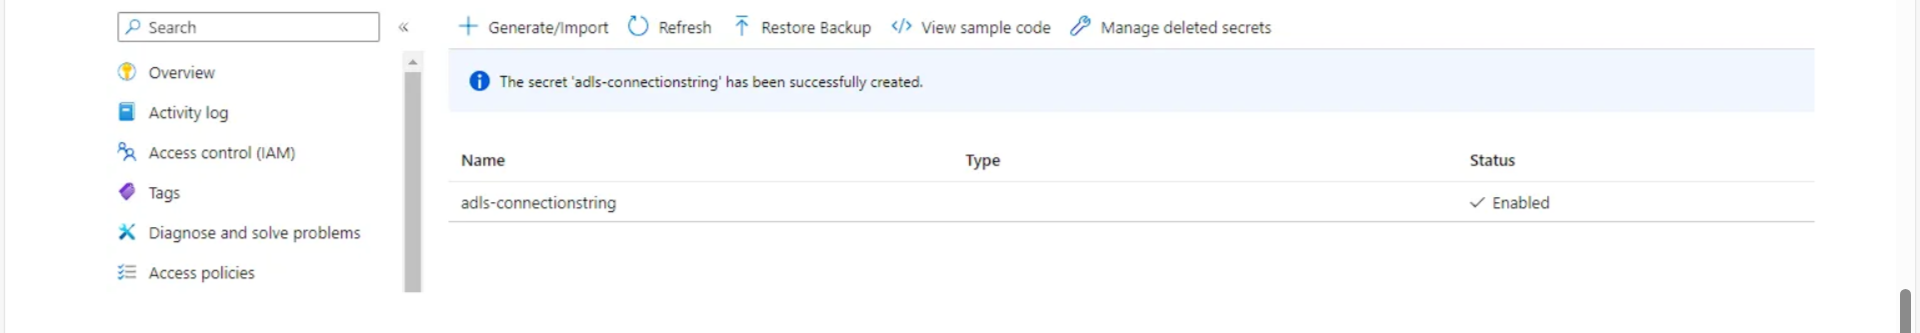 Search
«
Overview
Activity log
Access control (IAM)
Tags
Diagnose and solve problems
Access policies
Generate/Import Refresh Restore Backup View sample code Manage deleted secrets
The secret 'adls-connectionstring' has been successfully created.
Name Type Status
adls-connectionstring Enabled